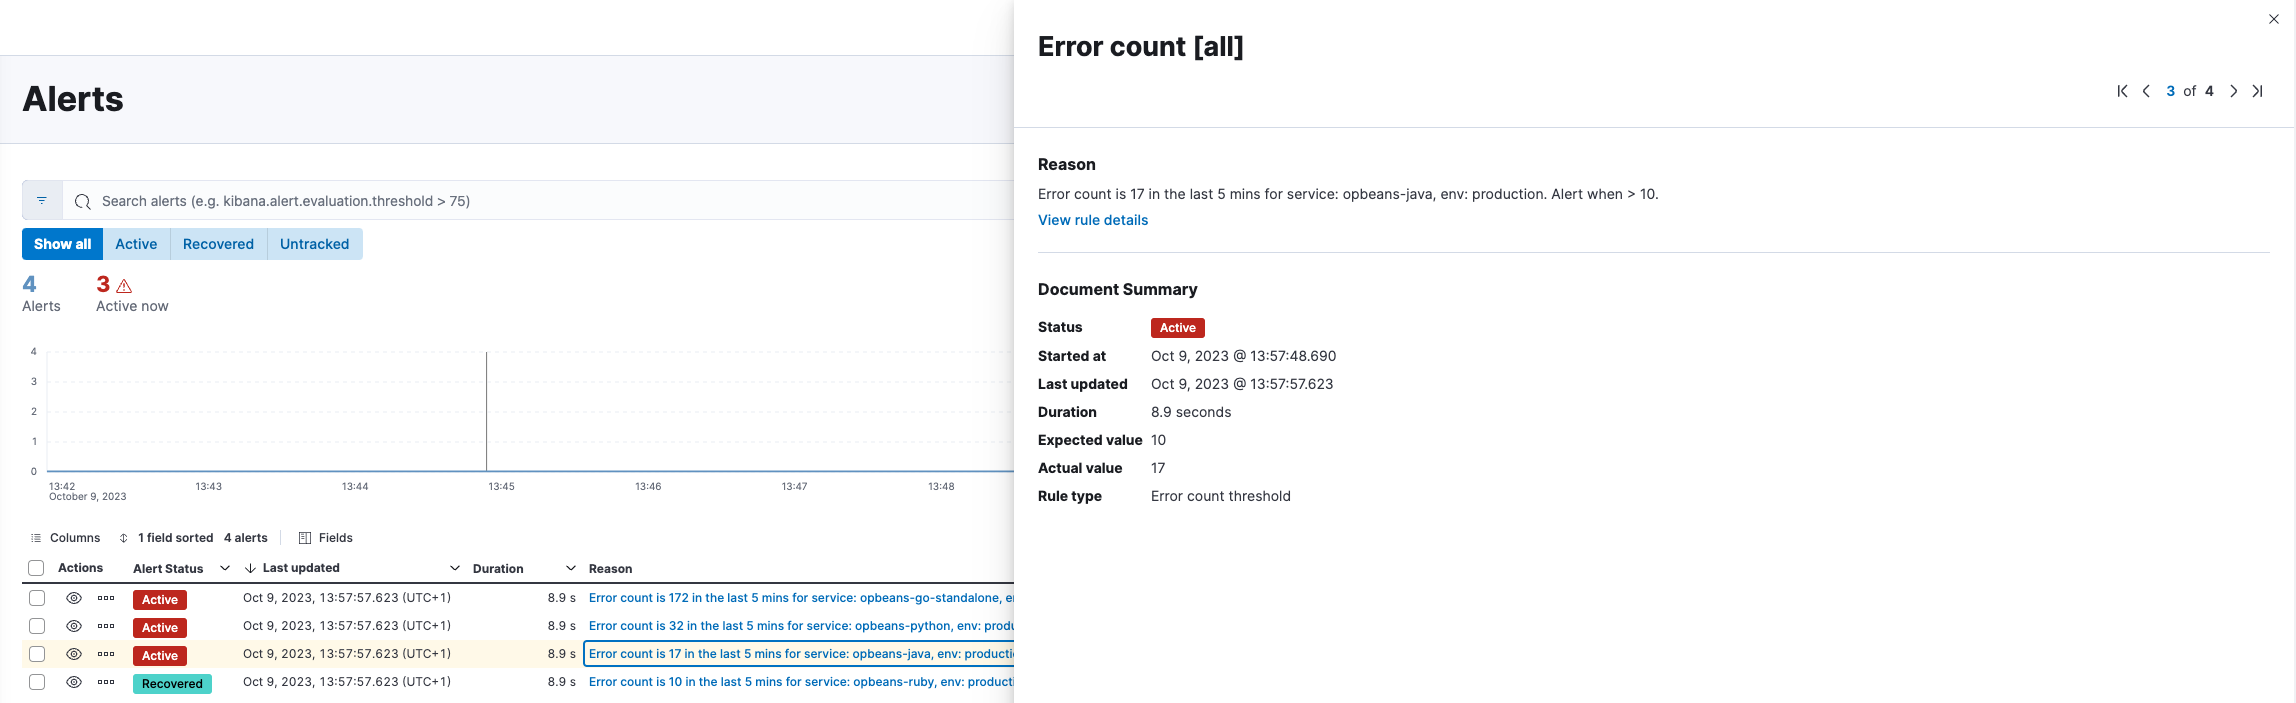 Alerts
Search alerts (e.g. kibana.alert.evaluation.threshold > 75)
Show all Active Recovered Untracked
4 3
Alerts Active now
4
3
2
1
0
13:42 13:43 13:44 13:45 13:46 13:47 13:48
October 9, 2023
Columns 1 field sorted 4 alerts Fields
Actions Alert Status Last updated Duration Reason
Active Oct 9, 2023, 13:57:57.623 (UTC+1) 8.9 s Error count is 172 in the last 5 mins for service: opbeans-go-standalone,
Active Oct 9, 2023, 13:57:57.623 (UTC+1) 8.9 s Error count is 32 in the last 5 mins for service: opbeans-python, env: produ
Active Oct 9, 2023, 13:57:57.623 (UTC+1) 8.9 s Error count is 17 in the last 5 mins for service: opbeans-java, env: producti
Recovered Oct 9, 2023, 13:57:57.623 (UTC+1) 8.9 s Error count is 10 in the last 5 mins for service: opbeans-ruby, env: product
Error count [all]
3 of 4
Reason
Error count is 17 in the last 5 mins for service: opbeans-java, env: production. Alert when > 10.
View rule details
Document Summary
Status Active
Started at Oct 9, 2023 @ 13:57:48.690
Last updated Oct 9, 2023 @ 13:57:57.623
Duration 8.9 seconds
Expected value 10
Actual value 17
Rule type Error count threshold